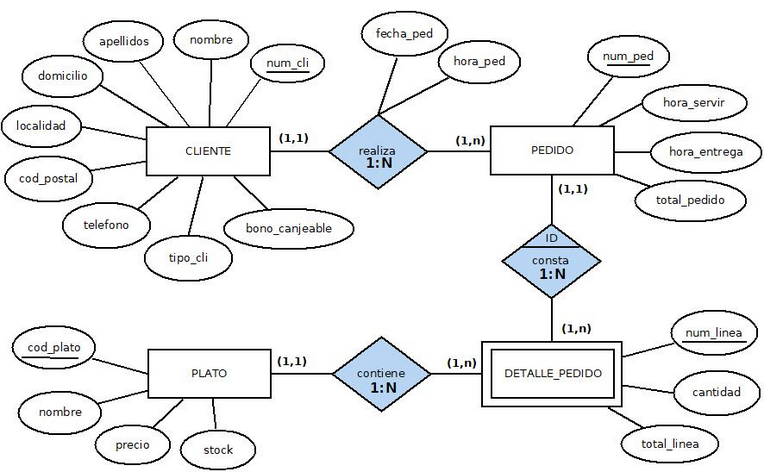 fecha_ped
nombre
apellidos
num_ped
hora_ped
num_cli
domicilio
hora_servir
localidad
(1,1)
(1,n)
CLIENTE
realiza
1:N
PEDIDO
hora_entrega
cod_postal
(1,1)
total_pedido
telefono
bono_canjeable
ID
tipo_cli
consta
1:N
(1,n)
num_linea
cod_plato
(1,1)
(1,n)
PLATO
contiene
1:N
DETALLE_PEDIDO
cantidad
nombre
precio
stock
total_linea